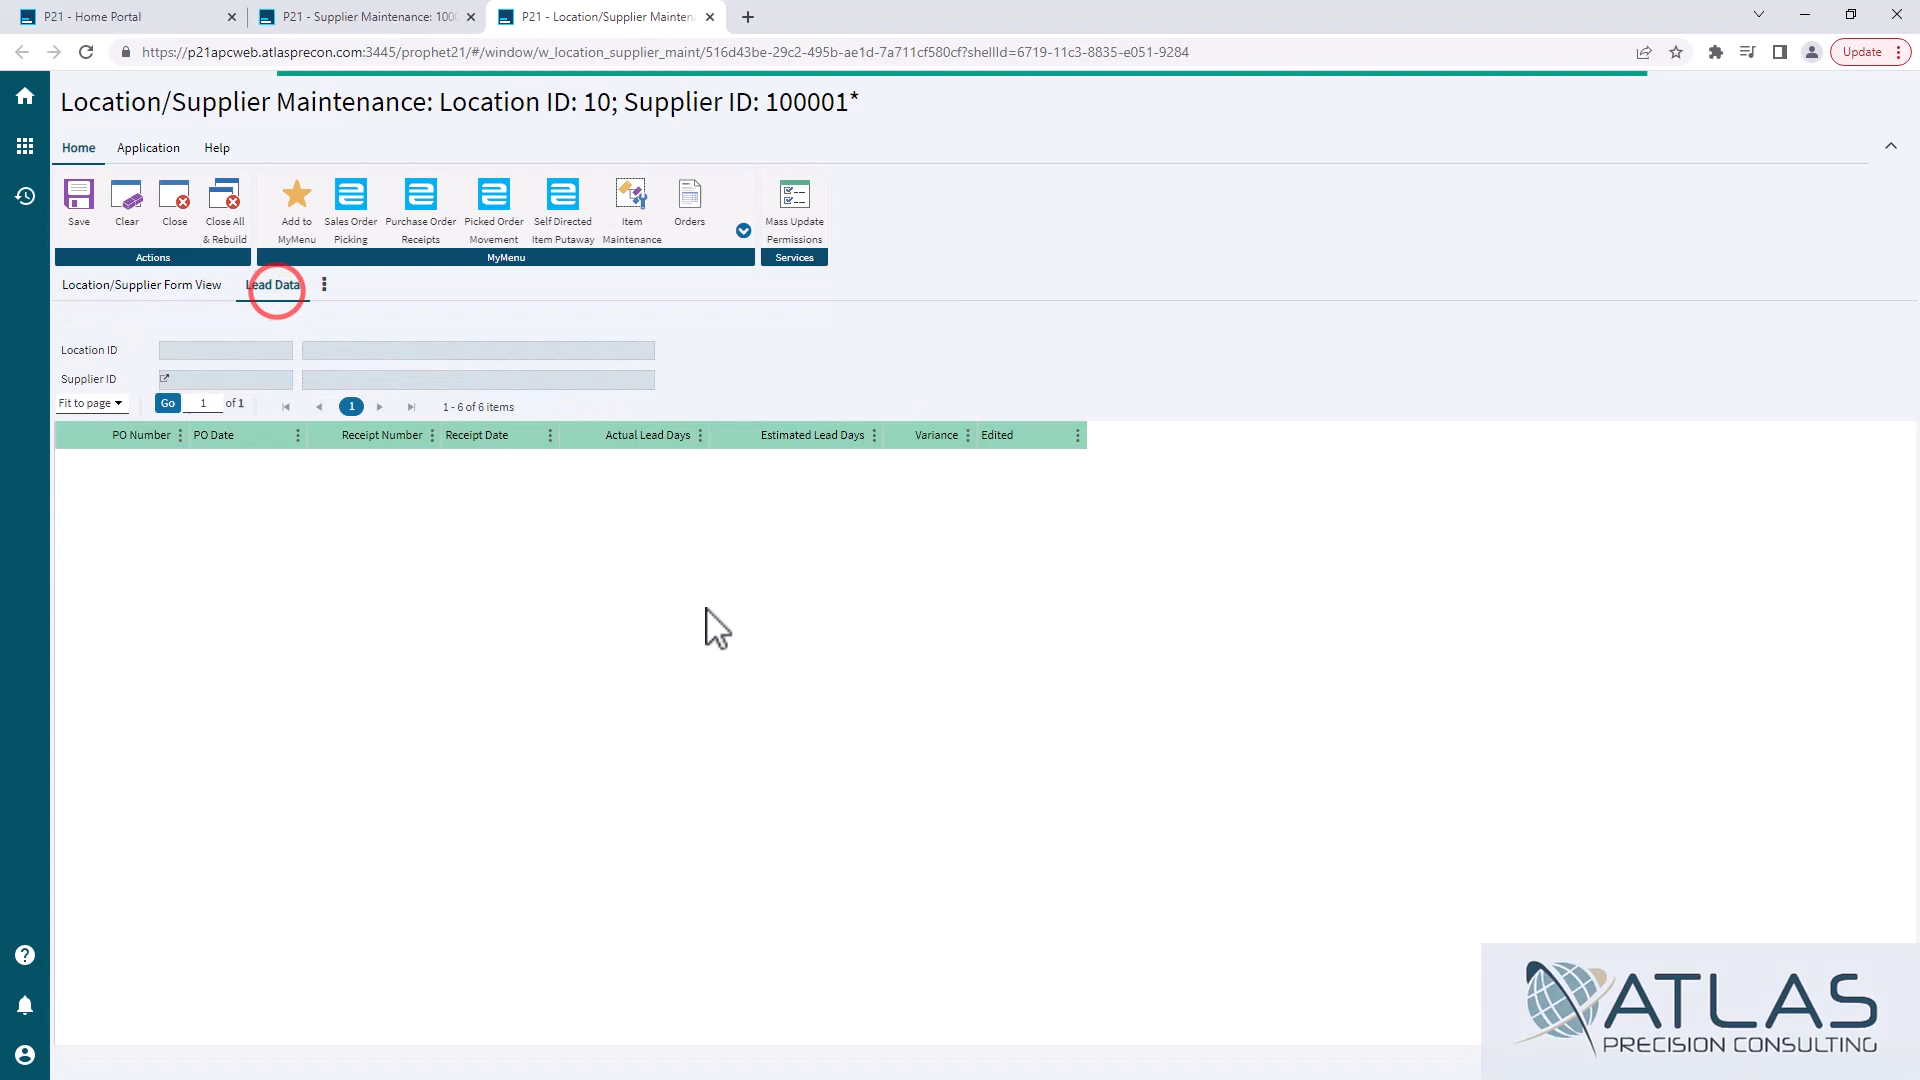 P21 - Home Portal
P21 - Supplier Maintenance: 100
P21 - Location/Supplier Mainten
https://p21apcweb.atlasprecon.com:3445/prophet21/#/window/w_location_supplier_maint/516d43be-29c2-495b-ae1d-7a711cf580cf?shellId=6719-11c3-8835-e051-9284
Update
Location/Supplier Maintenance: Location ID: 10; Supplier ID: 100001*
Home Application Help
Save Clear Close Close All & Rebuild
Add to MyMenu Sales Order Picking Purchase Order Receipts Picked Order Movement Self Directed Item Putaway Item Maintenance Orders
Mass Update Permissions
Actions MyMenu Services
Location/Supplier Form View Lead Data
Location ID
Supplier ID
Fit to page Go 1 of 1 1 1 - 6 of 6 items
PO Number PO Date Receipt Number Receipt Date Actual Lead Days Estimated Lead Days Variance Edited
ATLAS
PRECISION CONSULTING